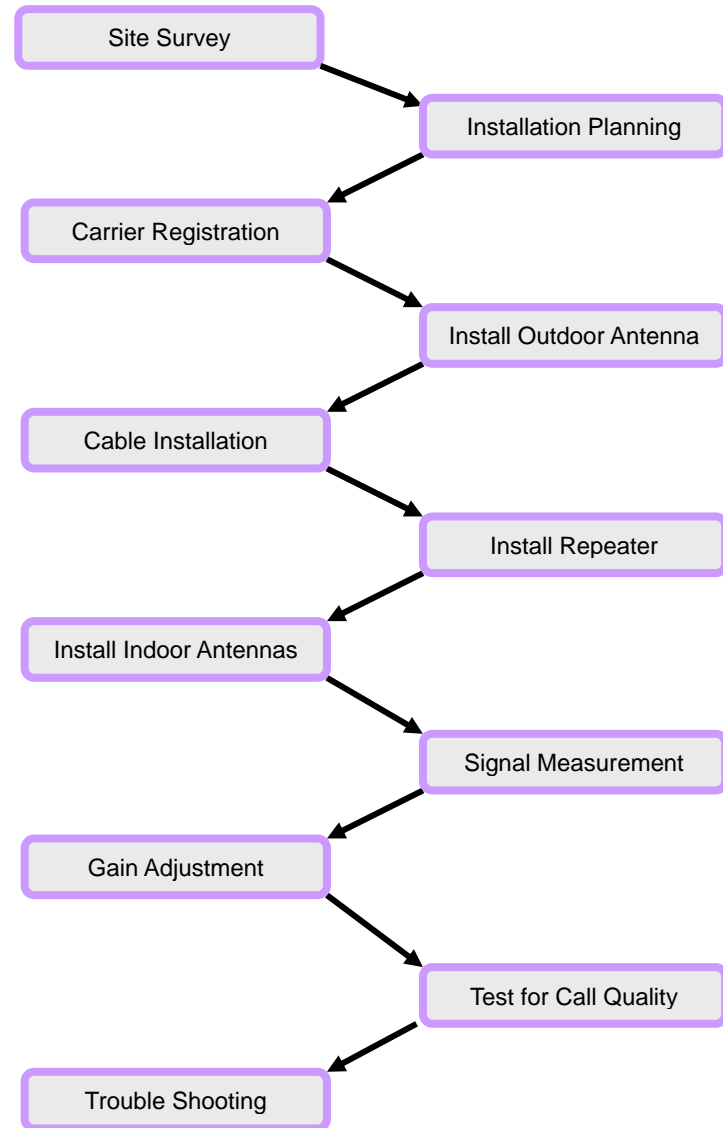 Site Survey
Installation Planning
Carrier Registration
Install Outdoor Antenna
Cable Installation
Install Repeater
Install Indoor Antennas
Signal Measurement
Gain Adjustment
Test for Call Quality
Trouble Shooting